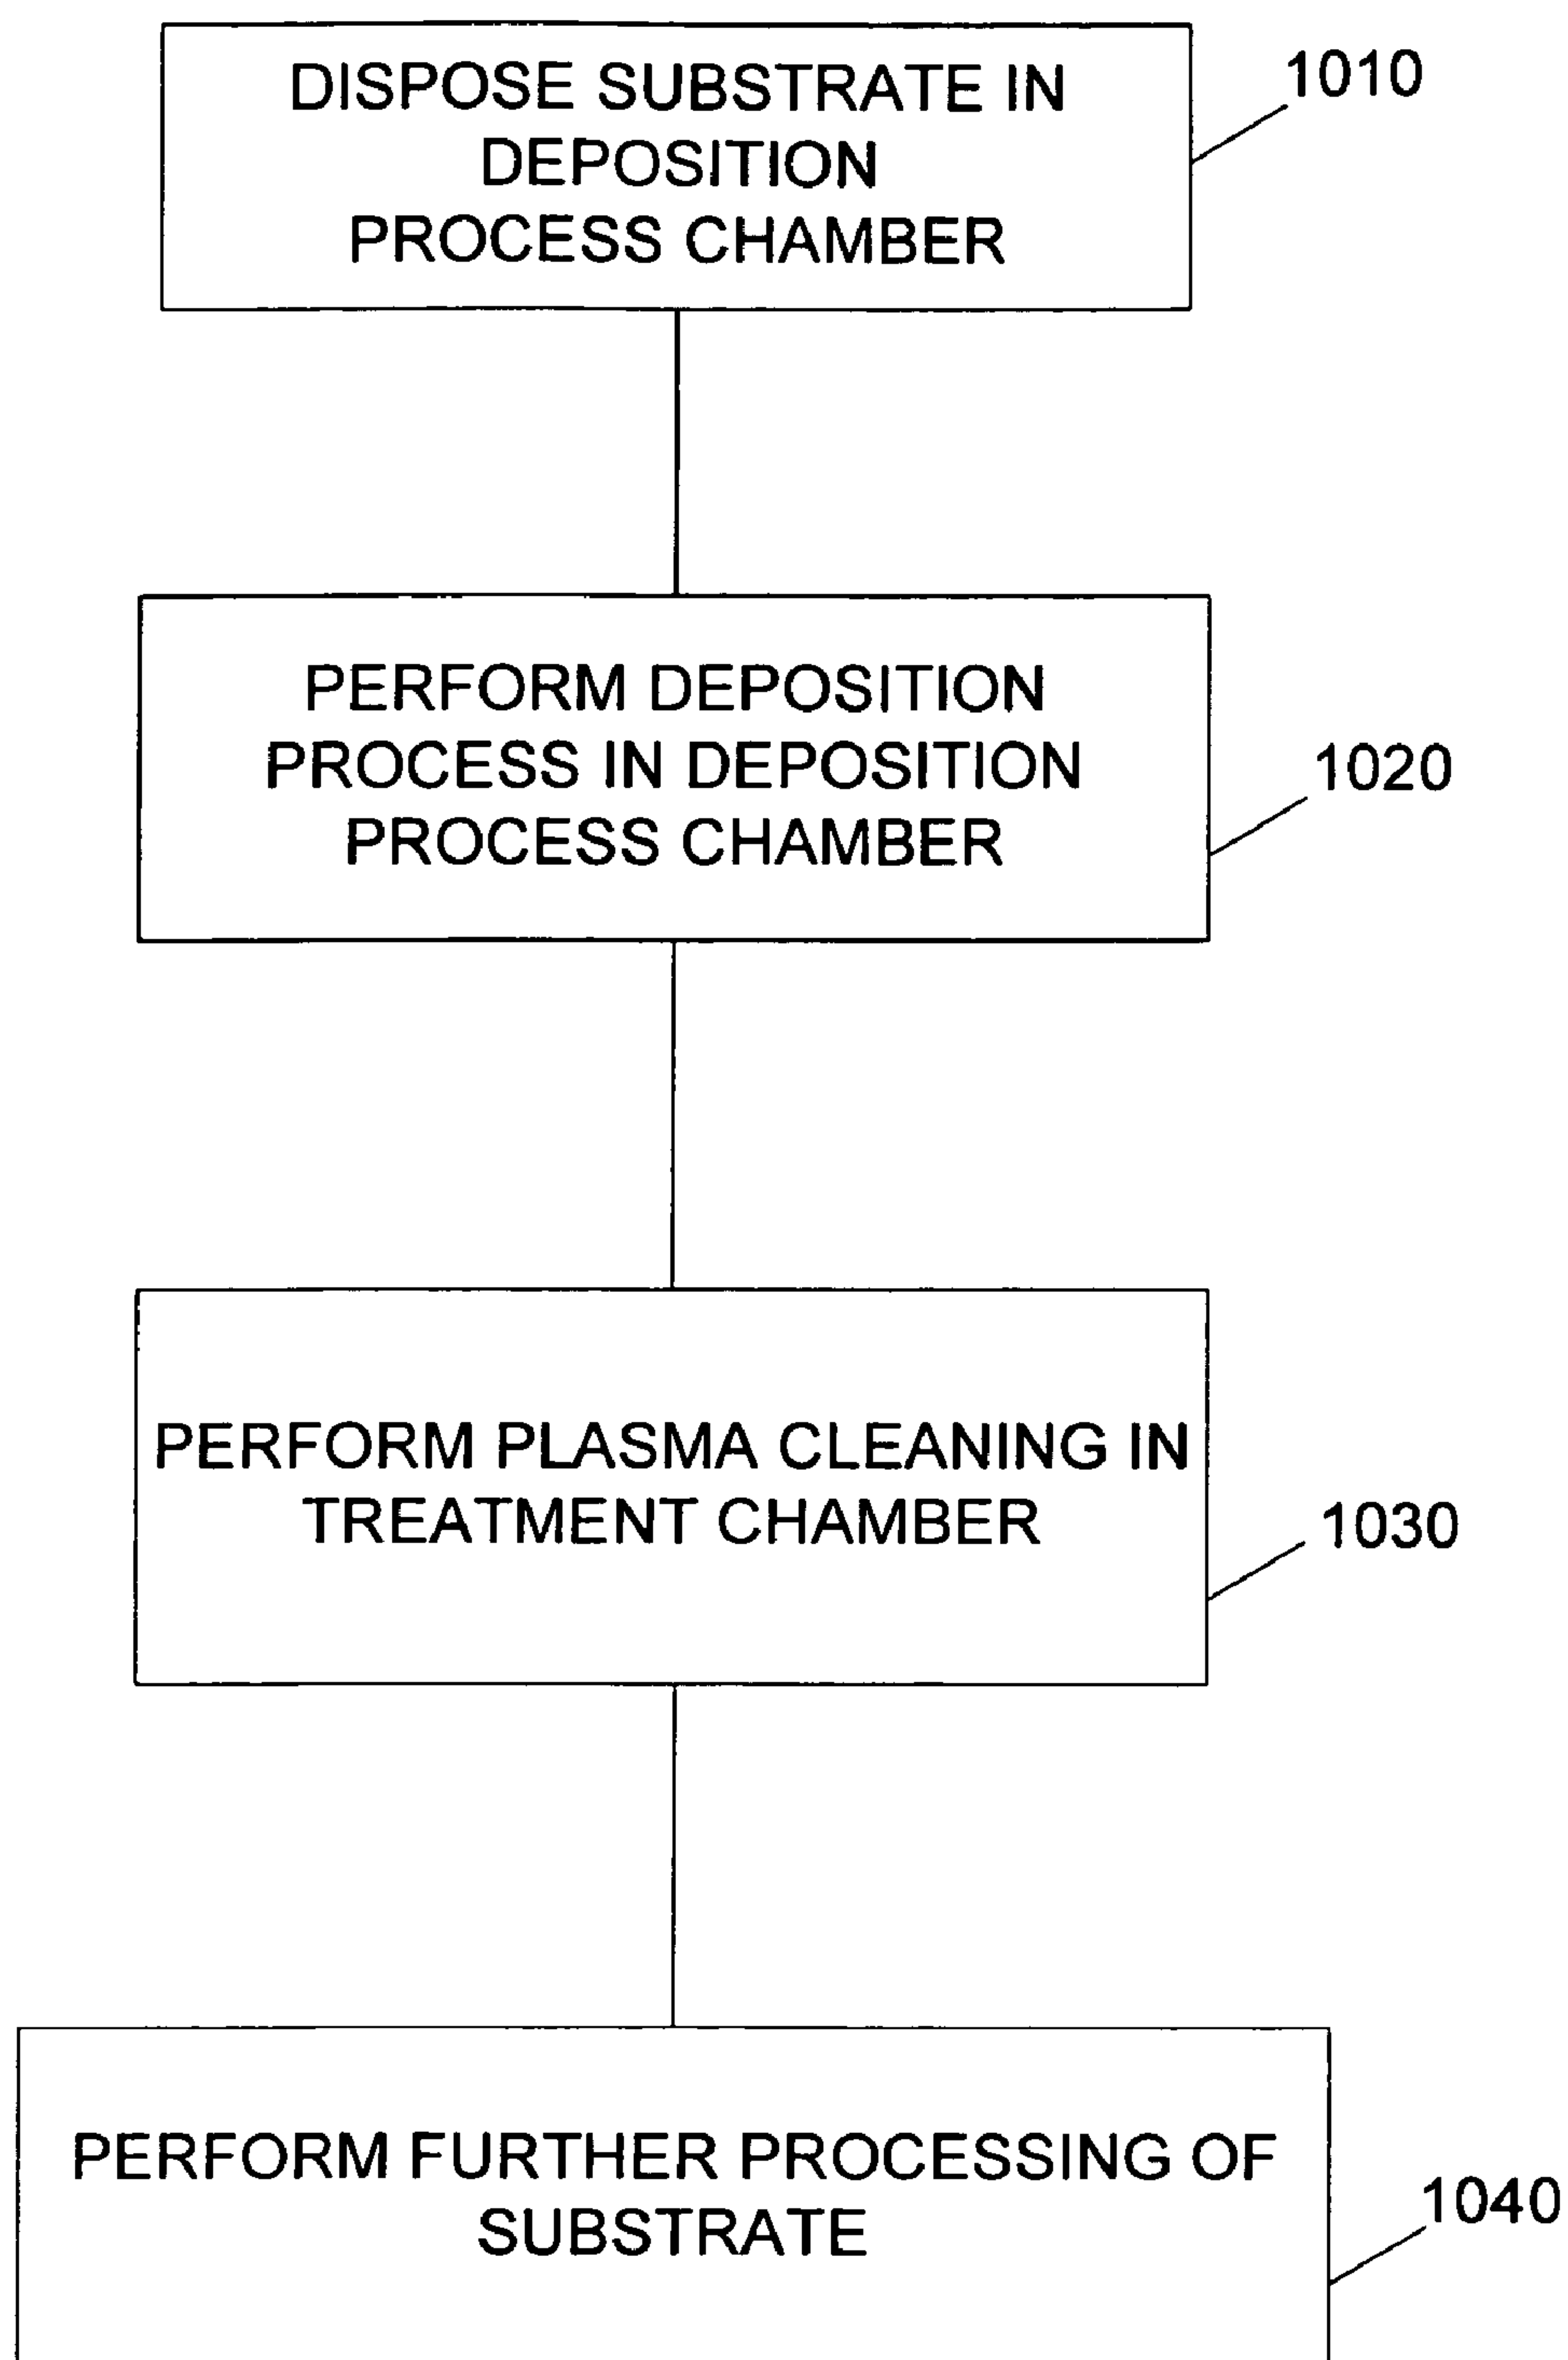 DISPOSE SUBSTRATE IN
DEPOSITION
PROCESS CHAMBER
1010
PERFORM DEPOSITION
PROCESS IN DEPOSITION
PROCESS CHAMBER
1020
PERFORM PLASMA CLEANING IN
TREATMENT CHAMBER
1030
PERFORM FURTHER PROCESSING OF
SUBSTRATE
1040